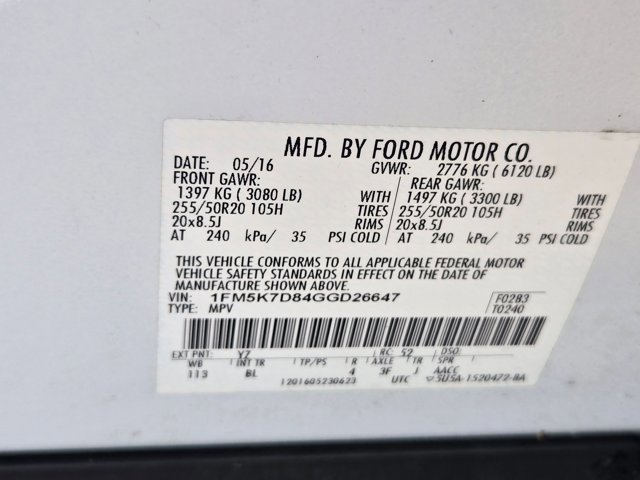 MFD. BY FORD MOTOR CO.
DATE: 05/16 GVWR: 2776 KG ( 6120 LB)
FRONT GAWR: REAR GAWR:
1397 KG ( 3080 LB) WITH 1497 KG ( 3300 LB) WITH
255/50R20 105H TIRES 255/50R20 105H TIRES
20x8.5J RIMS 20x8.5J RIMS
AT 240 kPa/ 35 PSI COLD AT 240 kPa/ 35 PSI COLD
THIS VEHICLE CONFORMS TO ALL APPLICABLE FEDERAL MOTOR
VEHICLE SAFETY STANDARDS IN EFFECT ON THE DATE OF
MANUFACTURE SHOWN ABOVE.
VIN: 1FM5K7D84GGD26647 F0283
TYPE: MPV T0240
EXT PNT: YZ RC: 52 DSO:
WB INT TR TP/PS R AXLE TR SPR
113 BL 4 3F J AACC
1201605230623 UTC ▽5U5A-1520472-BA